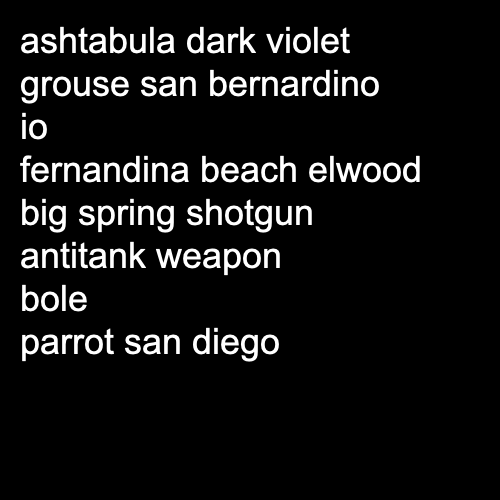 ashtabula dark violet
grouse san bernardino
io
fernandina beach elwood
big spring shotgun
antitank weapon
bole
parrot san diego